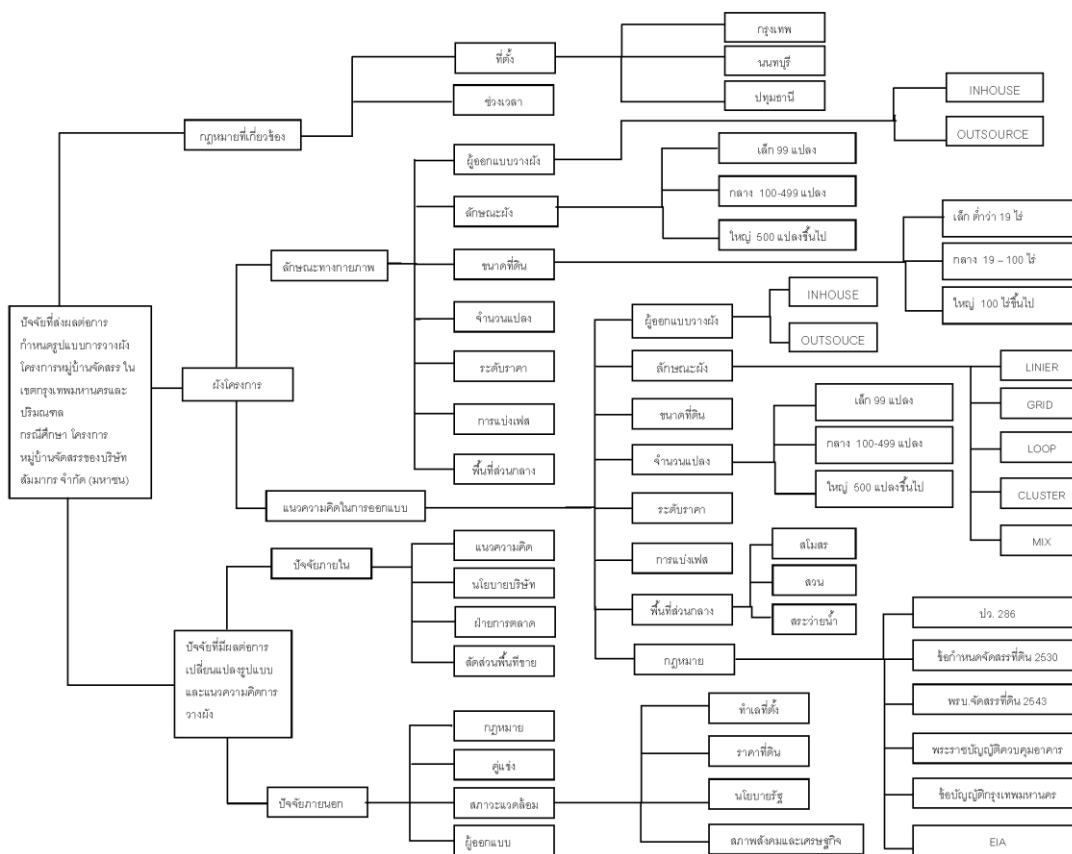 กรุงเทพ
ที่ตั้ง
นนทบุรี
ช่วงเวลา
ปทุมธานี
INHOUSE
OUTSOURCE
กฎหมายที่เกี่ยวข้อง
ผู้ออกแบบวางผัง
เล็ก 99 แปลง
กลาง 100-499 แปลง
ใหญ่ 500 แปลงขึ้นไป
ลักษณะผัง
เล็ก ต่ำว่า 19 ไร่
กลาง 19 – 100 ไร่
ใหญ่ 100 ไร่ขึ้นไป
ลักษณะทางกายภาพ
ขนาดที่ดิน
จำนวนแปลง
ระดับราคา
การแบ่งเฟส
พื้นที่ส่วนกลาง
ปัจจัยที่ส่งผลต่อการ
กำหนดรูปแบบการวางผัง
โครงการหมู่บ้านจัดสรร ใน
เขตกรุงเทพมหานครและ
ปริมณฑล
กรณีศึกษา โครงการ
หมู่บ้านจัดสรรของบริษัท
สัมมากร จำกัด (มหาชน)
ผังโครงการ
แนวความคิดในการออกแบบ
ผู้ออกแบบวางผัง
INHOUSE
OUTSOUCE
ลักษณะผัง
LINIER
GRID
LOOP
CLUSTER
MIX
ขนาดที่ดิน
จำนวนแปลง
เล็ก 99 แปลง
กลาง 100-499 แปลง
ใหญ่ 500 แปลงขึ้นไป
ระดับราคา
การแบ่งเฟส
พื้นที่ส่วนกลาง
สโมสร
สวน
สระว่ายน้ำ
กฎหมาย
ปว. 286
ข้อกำหนดจัดสรรที่ดิน 2530
พรบ.จัดสรรที่ดิน 2543
พระราชบัญญัติควบคุมอาคาร
ข้อบัญญัติกรุงเทพมหานคร
EIA
ปัจจัยที่มีผลต่อการ
เปลี่ยนแปลงรูปแบบ
และแนวความคิดการ
วางผัง
ปัจจัยภายใน
แนวความคิด
นโยบายบริษัท
ฝ่ายการตลาด
สัดส่วนพื้นที่ขาย
ปัจจัยภายนอก
กฎหมาย
คู่แข่ง
สภาวะแวดล้อม
ผู้ออกแบบ
ทำเลที่ตั้ง
ราคาที่ดิน
นโยบายรัฐ
สภาพสังคมและเศรษฐกิจ